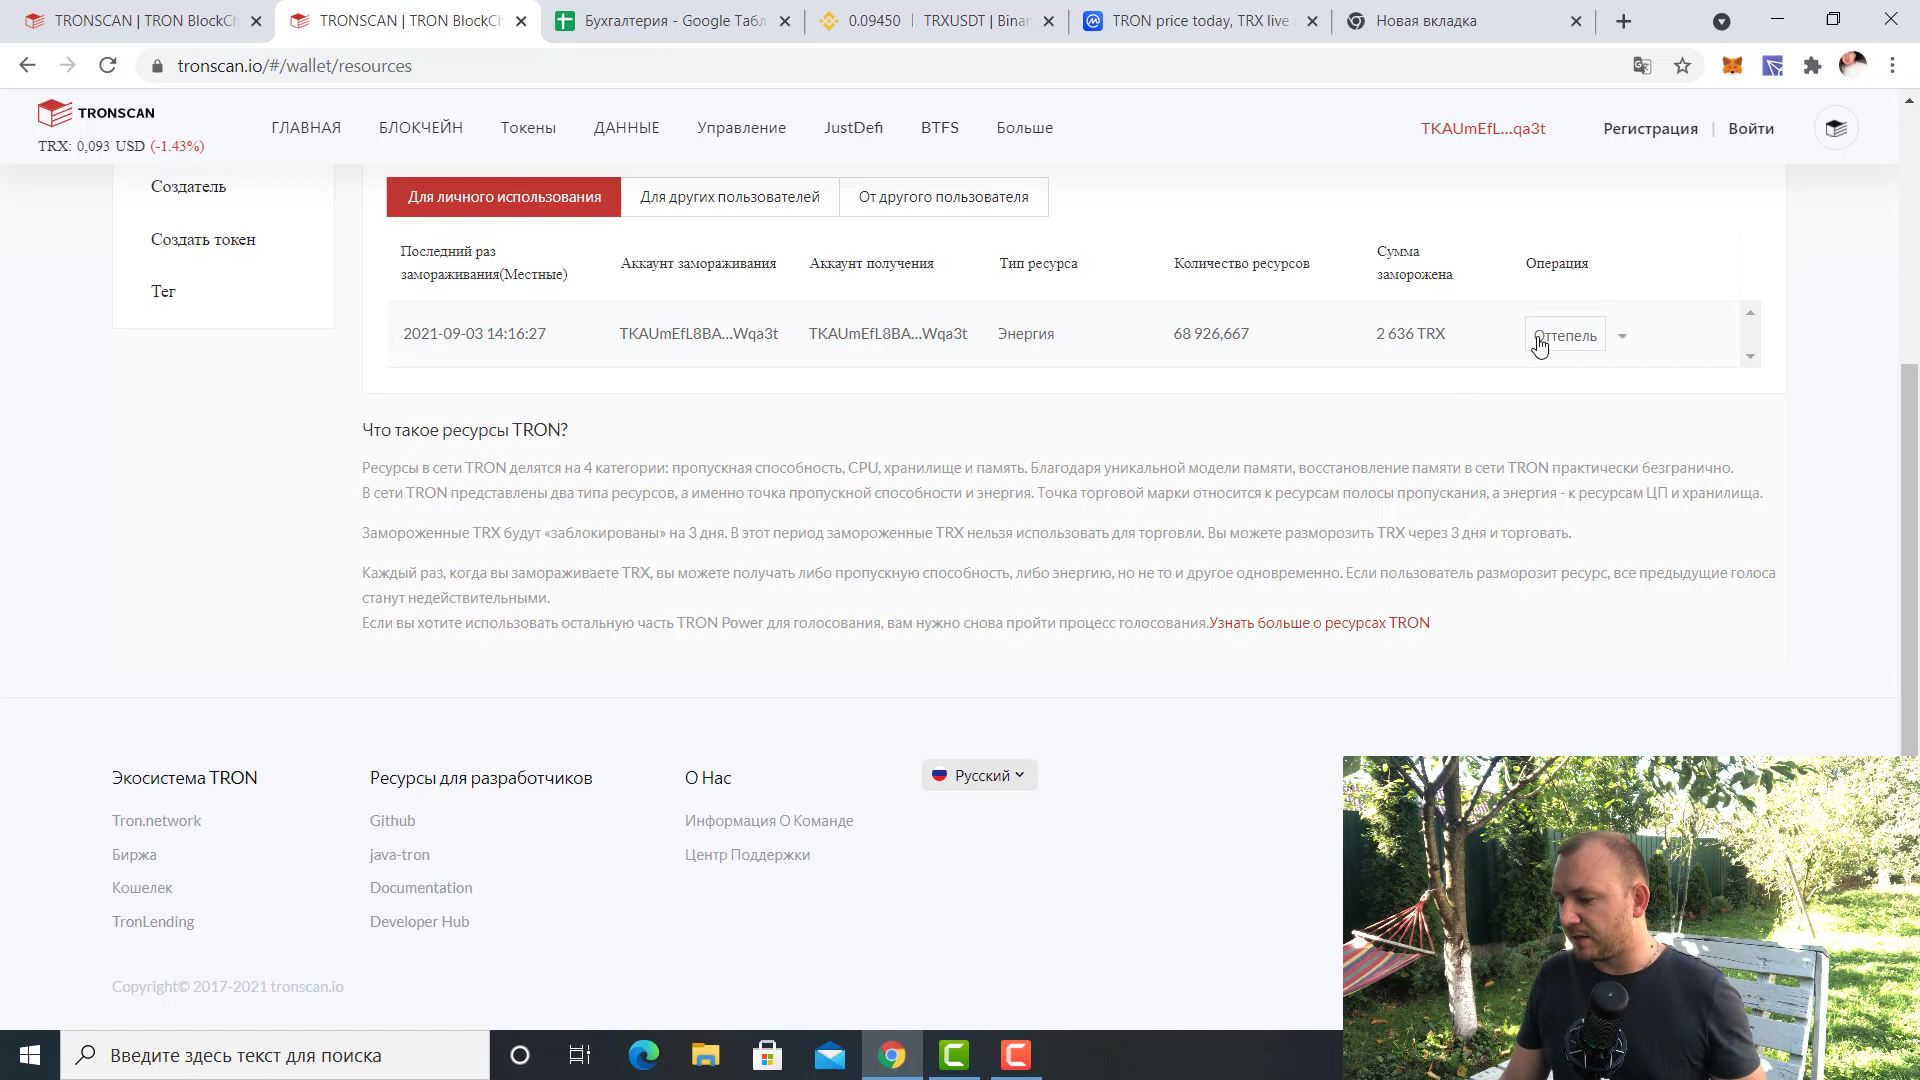 TRONSCAN | TRON BlockCh
TRONSCAN | TRON BlockCh
Бухгалтерия - Google Табл
0.09450 | TRXUSDT | Binan
TRON price today, TRX live
Новая вкладка
tronscan.io/#/wallet/resources
TRONSCAN
TRX: 0,093 USD (-1.43%)
ГЛАВНАЯ
БЛОКЧЕЙН
Токены
ДАННЫЕ
Управление
JustDefi
BTFS
Больше
TKAUmEfL...qa3t
Регистрация | Войти
Создатель
Создать токен
Тег
Для личного использования
Для других пользователей
От другого пользователя
Последний раз
замораживания(Местные)
Аккаунт замораживания
Аккаунт получения
Тип ресурса
Количество ресурсов
Сумма
заморожена
Операция
2021-09-03 14:16:27
TKAUmEfL8BA...Wqa3t
TKAUmEfL8BA...Wqa3t
Энергия
68 926,667
2 636 TRX
Оттепель
Что такое ресурсы TRON?
Ресурсы в сети TRON делятся на 4 категории: пропускная способность, CPU, хранилище и память. Благодаря уникальной модели памяти, восстановление памяти в сети TRON практически безгранично.
В сети TRON представлены два типа ресурсов, а именно точка пропускной способности и энергия. Точка торговой марки относится к ресурсам полосы пропускания, а энергия - к ресурсам ЦП и хранилища.
Замороженные TRX будут «заблокированы» на 3 дня. В этот период замороженные TRX нельзя использовать для торговли. Вы можете разморозить TRX через 3 дня и торговать.
Каждый раз, когда вы замораживаете TRX, вы можете получать либо пропускную способность, либо энергию, но не то и другое одновременно. Если пользователь разморозит ресурс, все предыдущие голоса
станут недействительными.
Если вы хотите использовать остальную часть TRON Power для голосования, вам нужно снова пройти процесс голосования.Узнать больше о ресурсах TRON
Экосистема TRON
Tron.network
Биржа
Кошелек
TronLending
Ресурсы для разработчиков
Github
java-tron
Documentation
Developer Hub
О Нас
Информация О Команде
Центр Поддержки
Русский
Copyright© 2017-2021 tronscan.io
Введите здесь текст для поиска